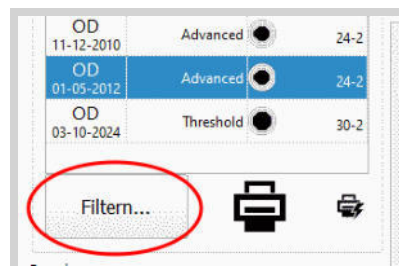 OD
11-12-2010 Advanced 24-2
OD
01-05-2012 Advanced 24-2
OD
03-10-2024 Threshold 30-2
Filtern...